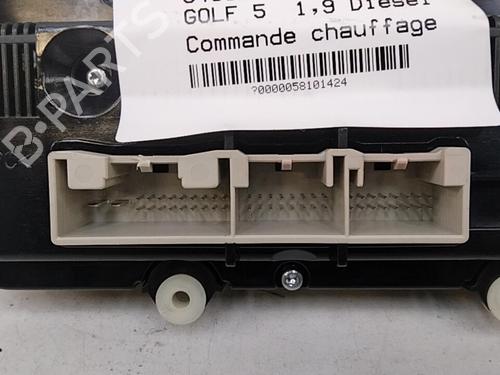 GOLF 5 1,9 Diesel
Commande chauffage
?0000058101424
B-PARTS